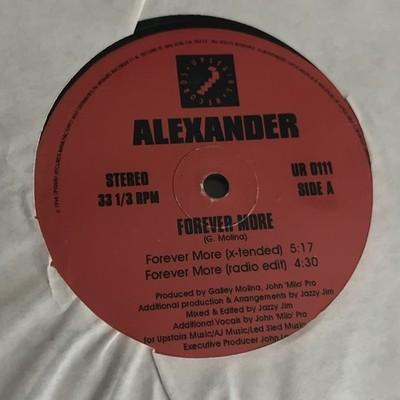 UPSTAIRS RECORDS
ALEXANDER
STEREO
33 1/3 RPM
UR 0111
SIDE A
FOREVER MORE
(G. Molina)
Forever More (x-tended) 5:17
Forever More (radio edit) 4:30
Produced by Galley Molina, John 'Milo' Pro
Additional production & Arrangements by Jazzy Jim
Mixed & Edited by Jazzy Jim
Additional Vocals by John 'Milo' Pro
for Upstairs Music/AJ Music/Led Sled Music
Executive Producer John